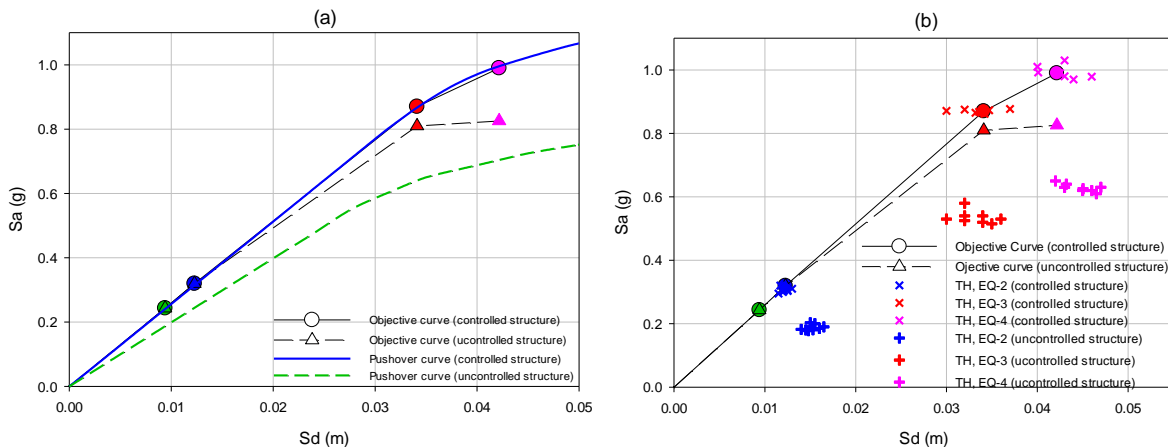 (a)
Sa (g)
1.0
0.8
0.6
0.4
0.2
0.0
Objective curve (controlled structure)
Objective curve (ucontrolled structure)
Pushover curve (controlled structure)
Pushover curve (uncontrolled structure)
0.00 0.01 0.02 0.03 0.04 0.05
Sd (m)
(b)
Sa (g)
1.0
0.8
0.6
0.4
0.2
0.0
Objective Curve (controlled structure)
Ojective curve (uncontrolled structure)
TH, EQ-2 (controlled structure)
TH, EQ-3 (controlled structure)
TH, EQ-4 (controlled structure)
TH, EQ-2 (uncontrolled structure)
TH, EQ-3 (ucontrolled structure)
TH, EQ-4 (ucontrolled structure)
0.00 0.01 0.02 0.03 0.04 0.05
Sd (m)